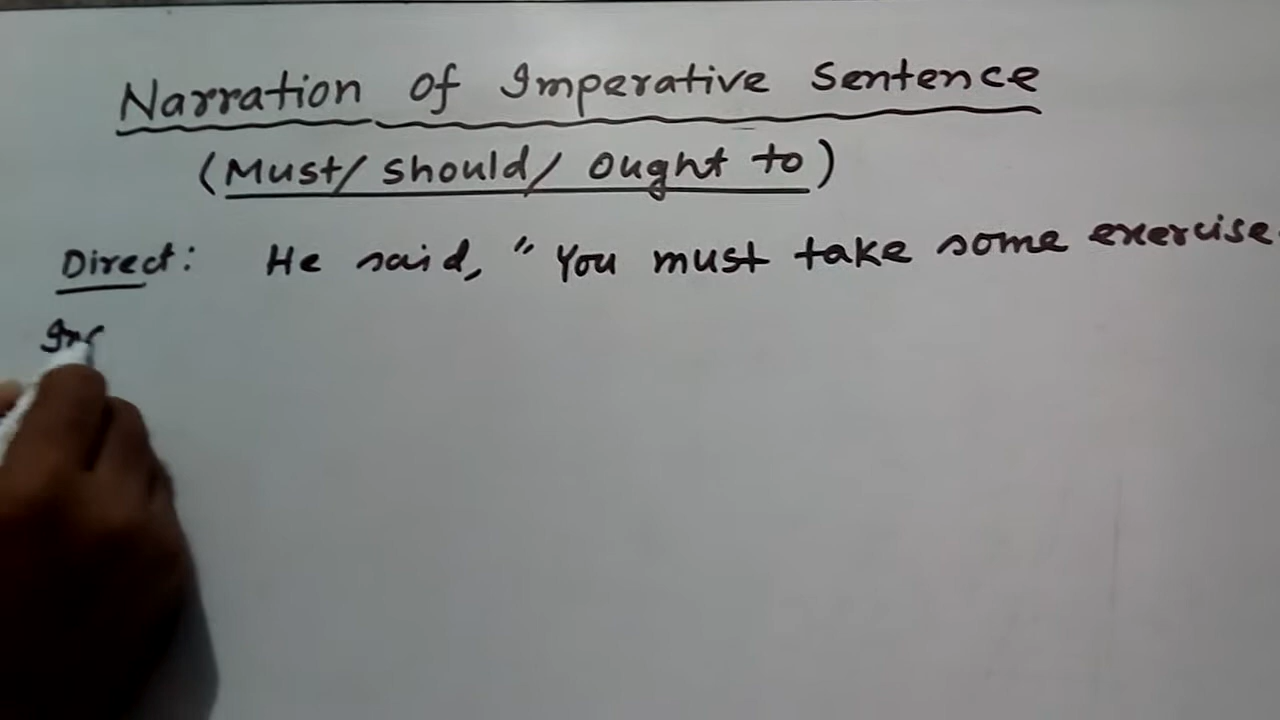 Narration of Imperative Sentence
(Must/ should/ ought to)
Direct: He said, "You must take some exercise.